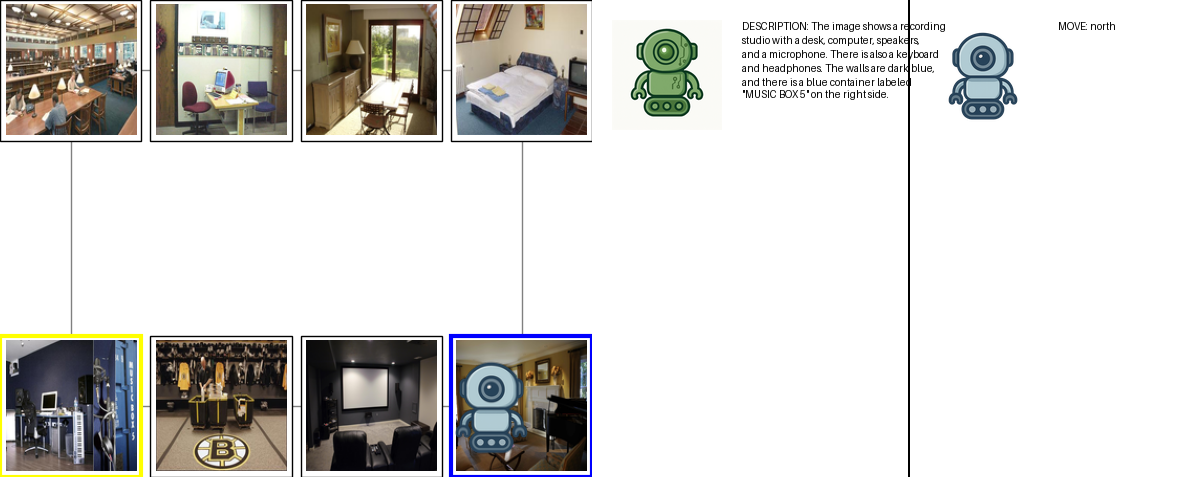 DESCRIPTION: The image shows a recording
studio with a desk, computer, speakers,
and a microphone. There is also a keyboard
and headphones. The walls are dark blue,
and there is a blue container labeled
"MUSIC BOX 5" on the right side.
MOVE: north
MUSIC BOX 5
B